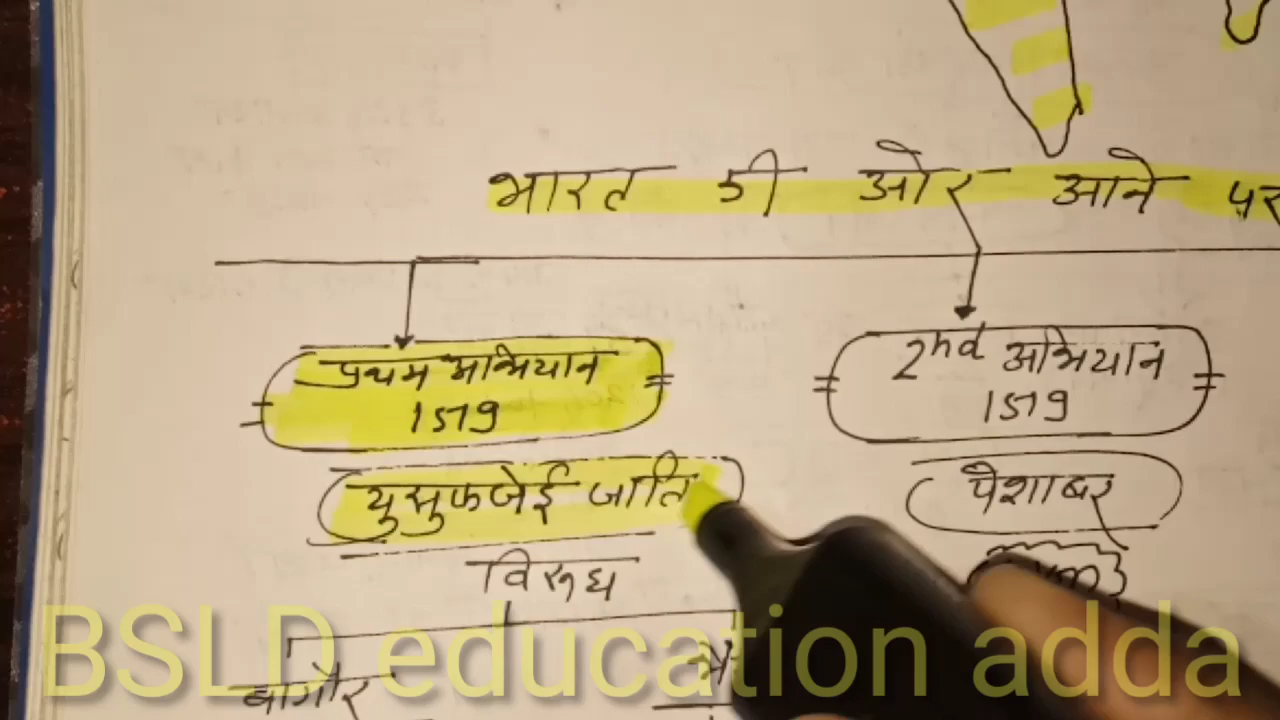 भारत की ओर आने पर
प्रथम अभियान
1519
2nd अभियान
1519
युसुफजेई जाति
पेशावर
विरुध
बागौर
BSLD education adda